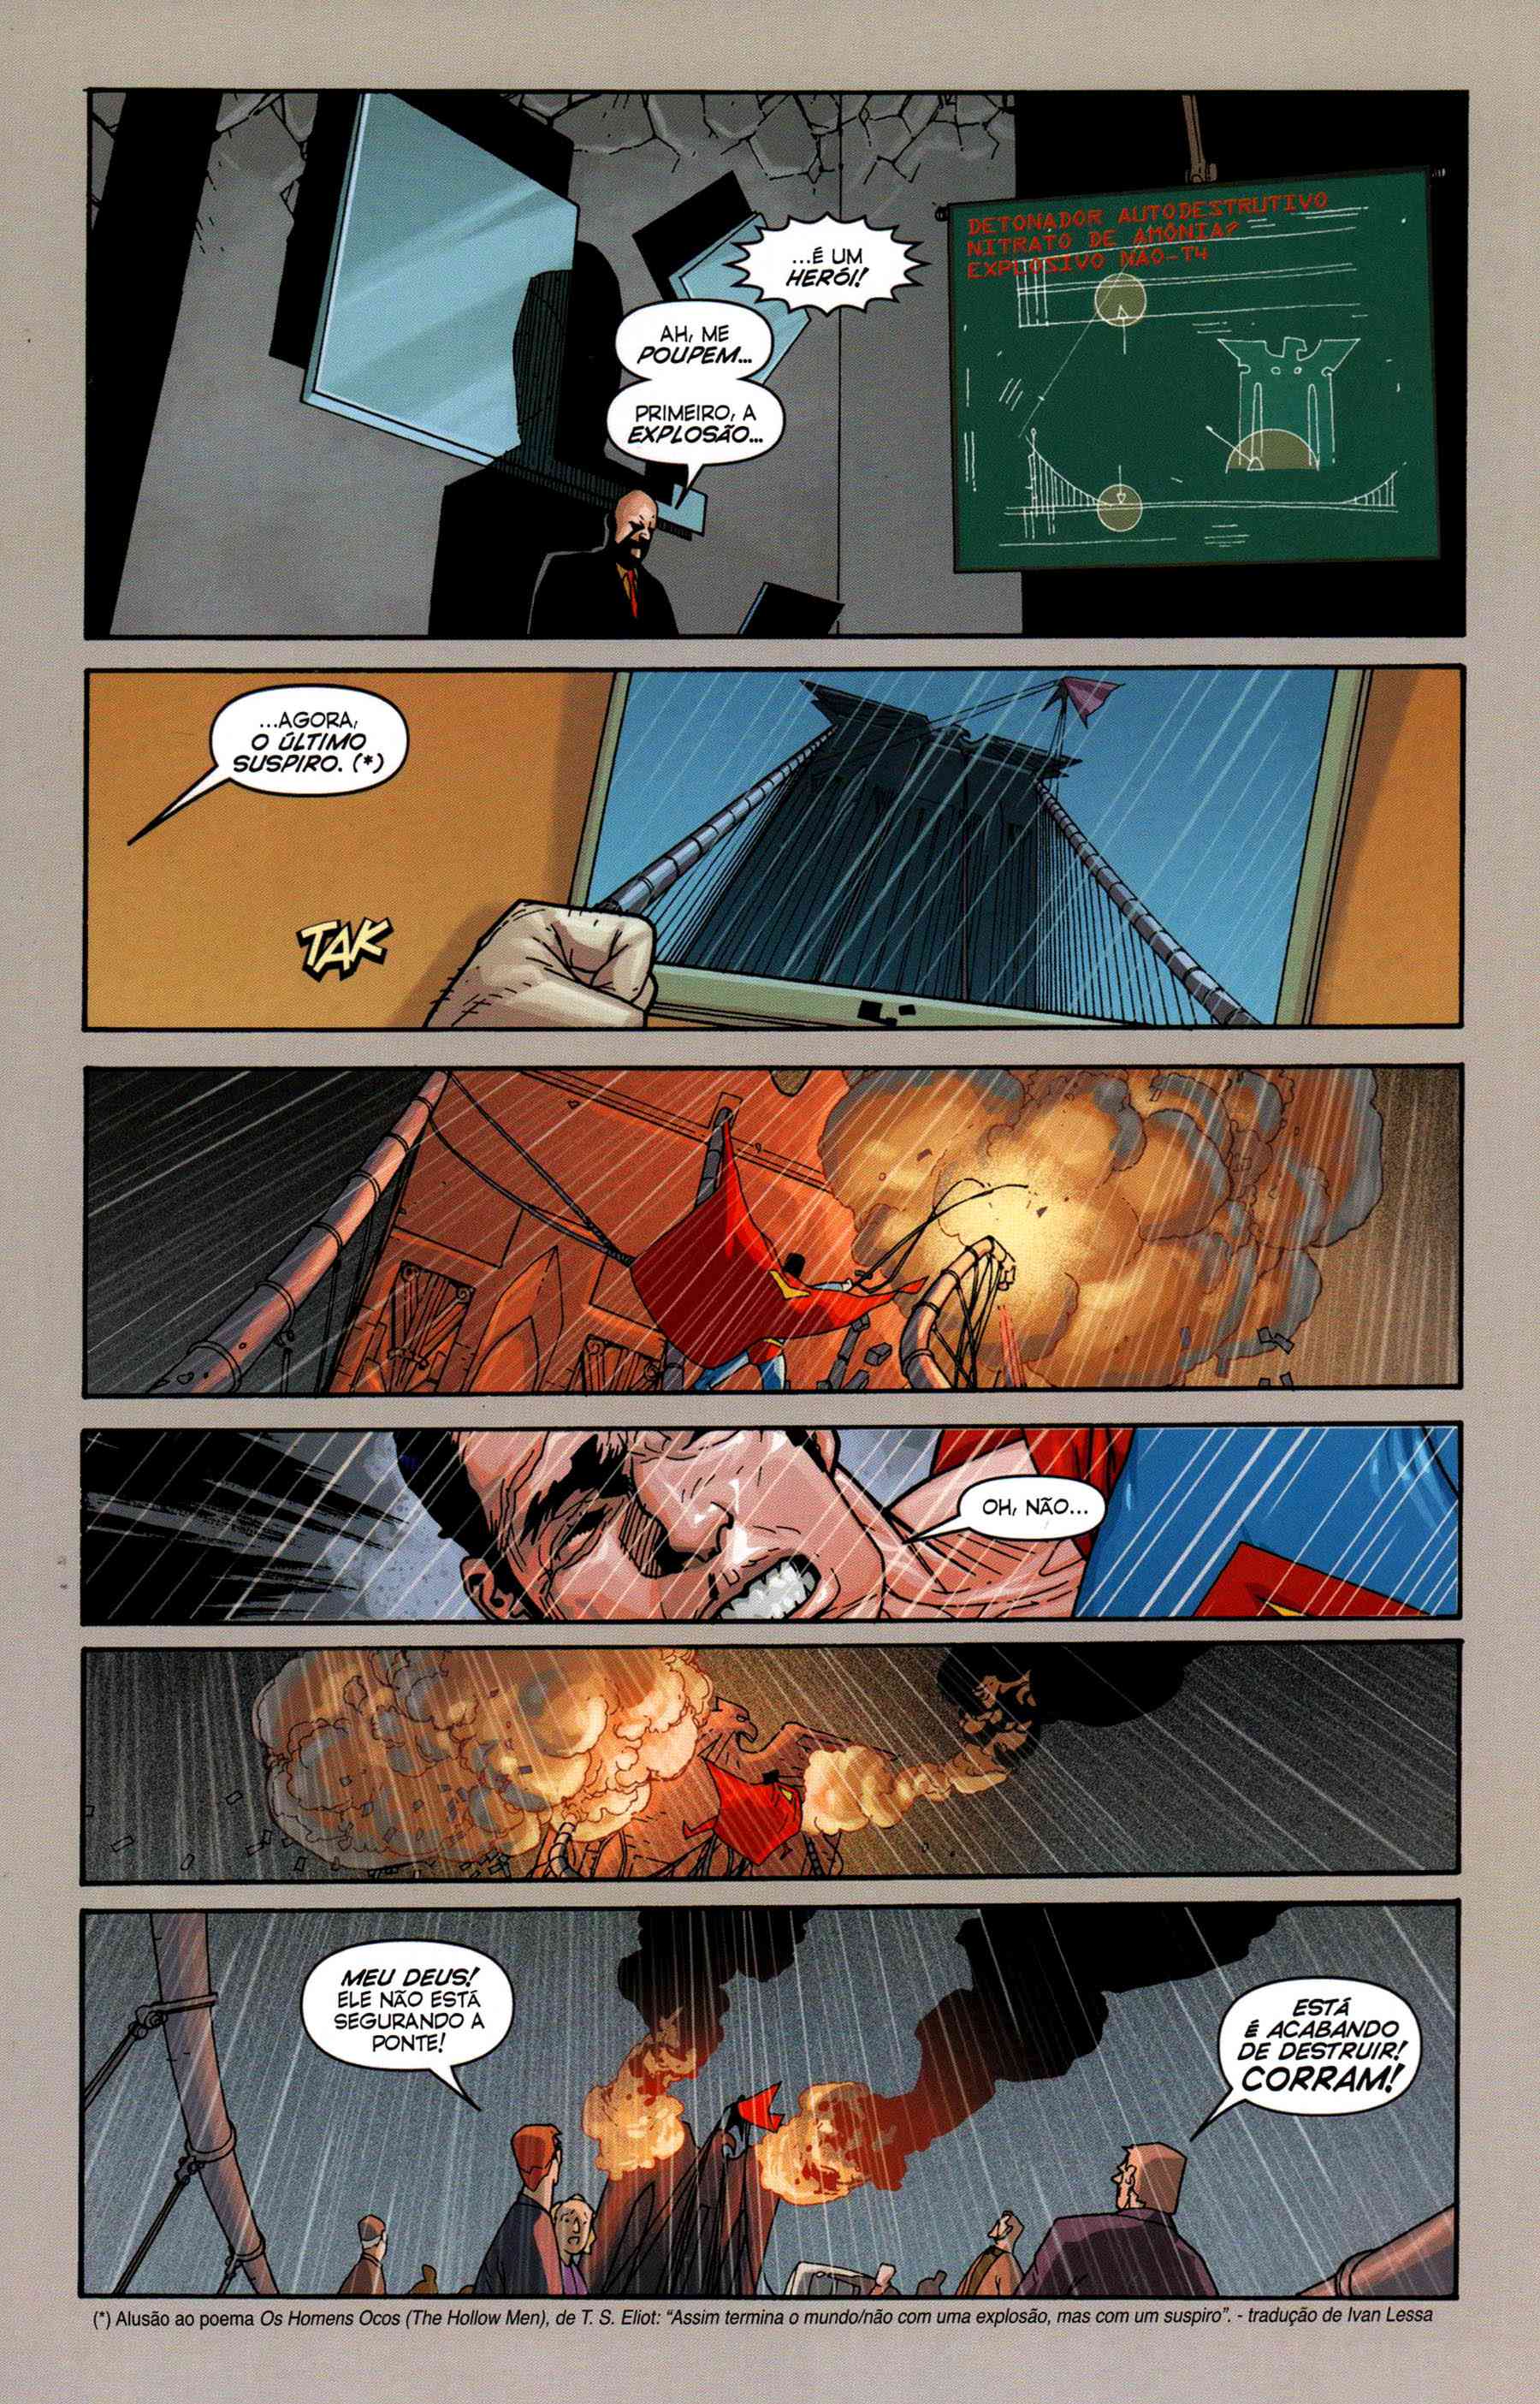 ...É UM
HERÓI!
AH, ME
POUPEM...
PRIMEIRO, A
EXPLOSÃO...
DETONADOR AUTODESTRUTIVO
NITRATO DE AMÔNIA?
EXPLOSIVO NÃO-T4
...AGORA,
O ÚLTIMO
SUSPIRO. (*)
TAK
OH, NÃO...
MEU DEUS!
ELE NÃO ESTÁ
SEGURANDO A
PONTE!
ESTÁ
É ACABANDO
DE DESTRUIR!
CORRAM!
(*) Alusão ao poema Os Homens Ocos (The Hollow Men), de T. S. Eliot: “Assim termina o mundo/não com uma explosão, mas com um suspiro”. - tradução de Ivan Lessa